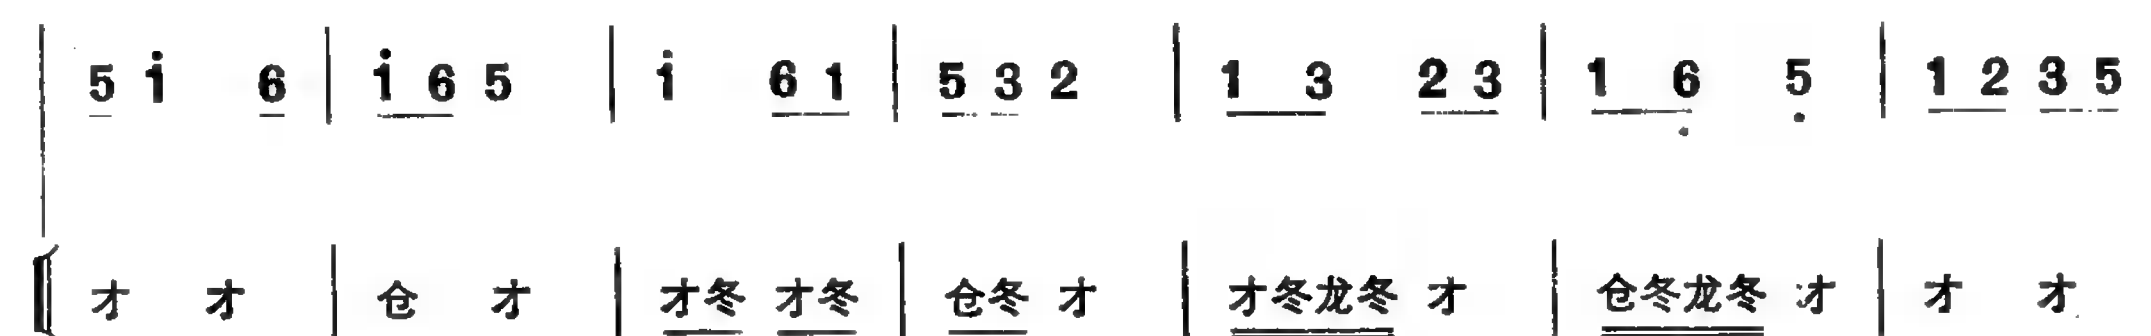 5 i̇ 6 | i̇ 6 5 | i̇ 6 1 | 5 3 2 | 1 3 2 3 | 1 6̣ 5̣ | 1 2 3 5
才 才 | 仓 才 | 才冬 才冬 | 仓冬 才 | 才冬龙冬 才 | 仓冬龙冬 才 | 才 才